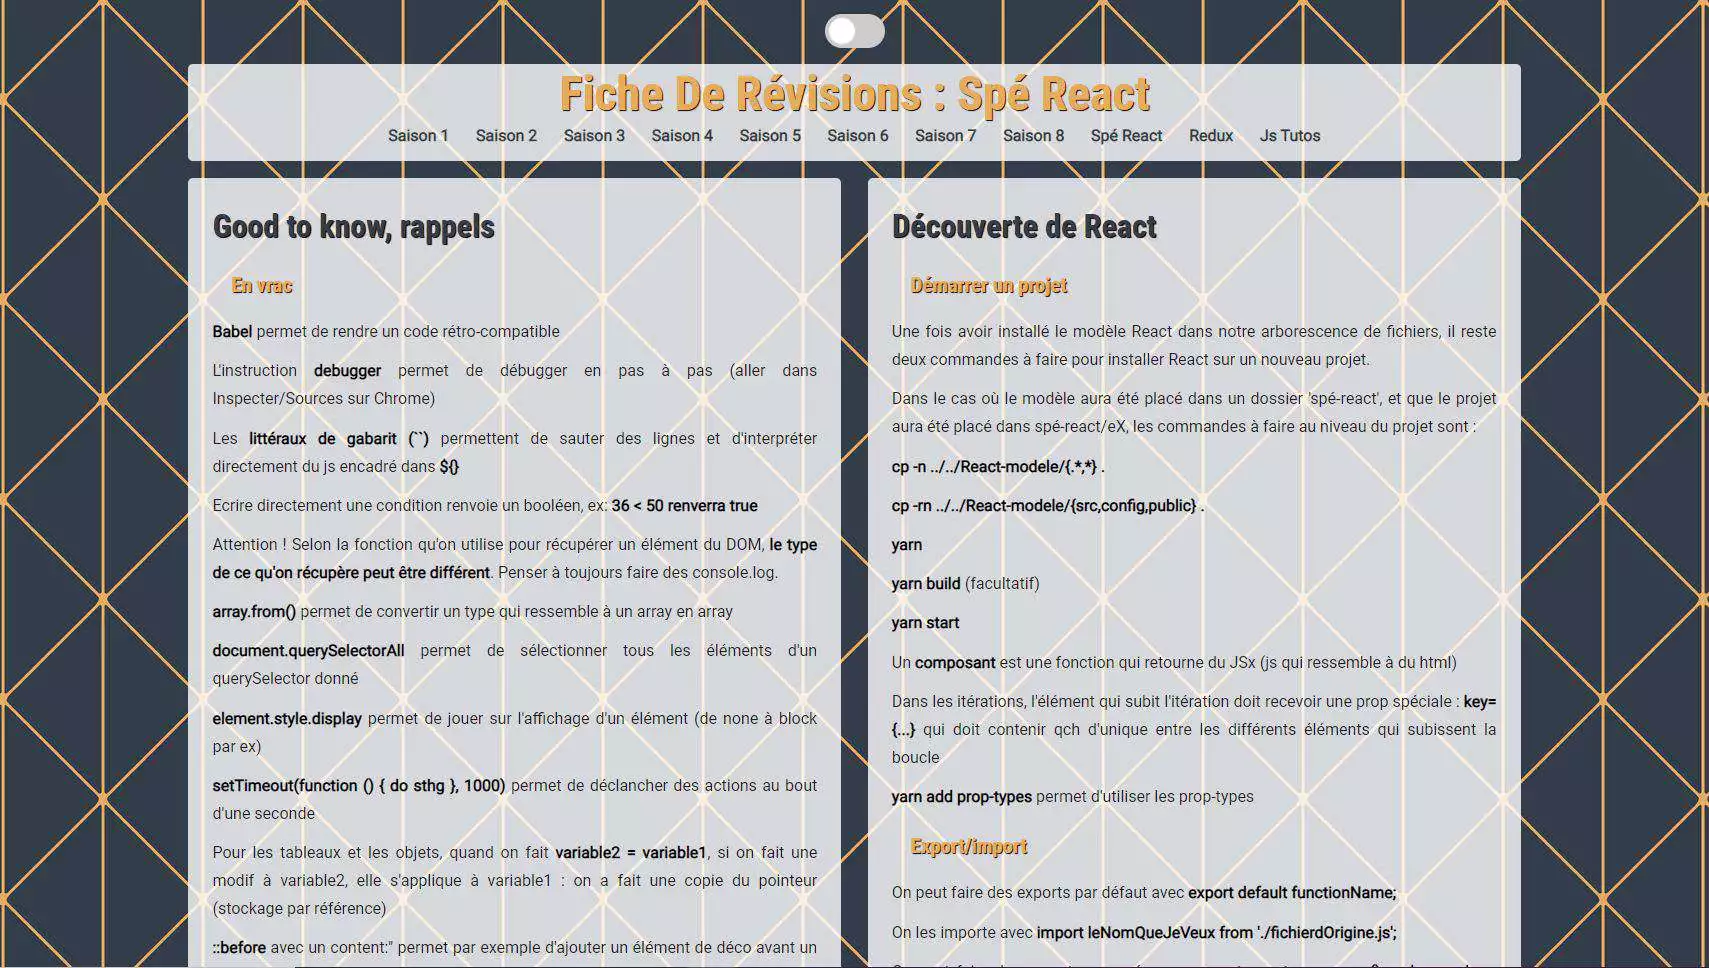 Fiche De Révisions : Spé React
Saison 1 Saison 2 Saison 3 Saison 4 Saison 5 Saison 6 Saison 7 Saison 8 Spé React Redux Js Tutos
Good to know, rappels
En vrac
Babel permet de rendre un code rétro-compatible
L'instruction debugger permet de débugger en pas à pas (aller dans
Inspecter/Sources sur Chrome)
Les littéraux de gabarit (``) permettent de sauter des lignes et d'interpréter
directement du js encadré dans ${}
Ecrire directement une condition renvoie un booléen, ex: 36 < 50 renverra true
Attention ! Selon la fonction qu'on utilise pour récupérer un élément du DOM, le type
de ce qu'on récupère peut être différent. Penser à toujours faire des console.log.
array.from() permet de convertir un type qui ressemble à un array en array
document.querySelectorAll permet de sélectionner tous les éléments d'un
querySelector donné
element.style.display permet de jouer sur l'affichage d'un élément (de none à block
par ex)
setTimeout(function () { do sthg }, 1000) permet de déclancher des actions au bout
d'une seconde
Pour les tableaux et les objets, quand on fait variable2 = variable1, si on fait une
modif à variable2, elle s'applique à variable1 : on a fait une copie du pointeur
(stockage par référence)
::before avec un content:'' permet par exemple d'ajouter un élément de déco avant un
Découverte de React
Démarrer un projet
Une fois avoir installé le modèle React dans notre arborescence de fichiers, il reste
deux commandes à faire pour installer React sur un nouveau projet.
Dans le cas où le modèle aura été placé dans un dossier 'spé-react', et que le projet
aura été placé dans spé-react/eX, les commandes à faire au niveau du projet sont :
cp -n ../../React-modele/{.*,*} .
cp -rn ../../React-modele/{src,config,public} .
yarn
yarn build (facultatif)
yarn start
Un composant est une fonction qui retourne du JSx (js qui ressemble à du html)
Dans les itérations, l'élément qui subit l'itération doit recevoir une prop spéciale : key=
{...} qui doit contenir qch d'unique entre les différents éléments qui subissent la
boucle
yarn add prop-types permet d'utiliser les prop-types
Export/import
On peut faire des exports par défaut avec export default functionName;
On les importe avec import leNomQueJeVeux from './fichierdOrigine.js';